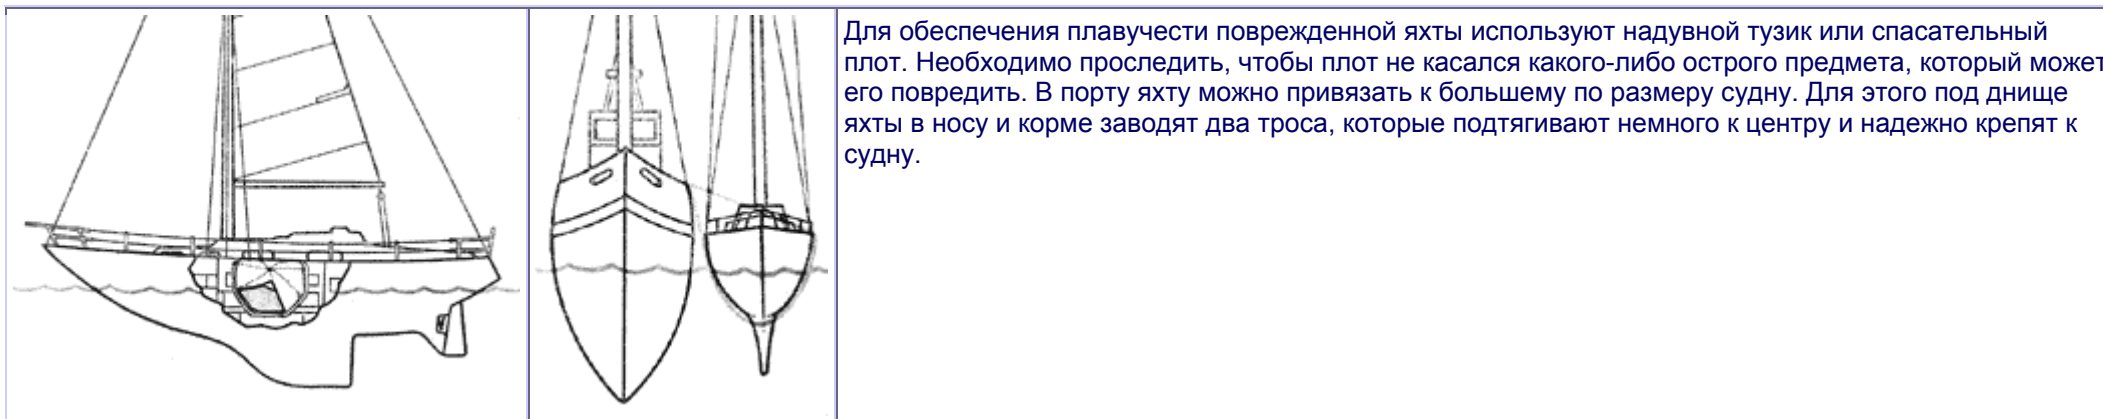 Для обеспечения плавучести поврежденной яхты используют надувной тузик или спасательный
плот. Необходимо проследить, чтобы плот не касался какого-либо острого предмета, который может
его повредить. В порту яхту можно привязать к большему по размеру судну. Для этого под днище
яхты в носу и корме заводят два троса, которые подтягивают немного к центру и надежно крепят к
судну.